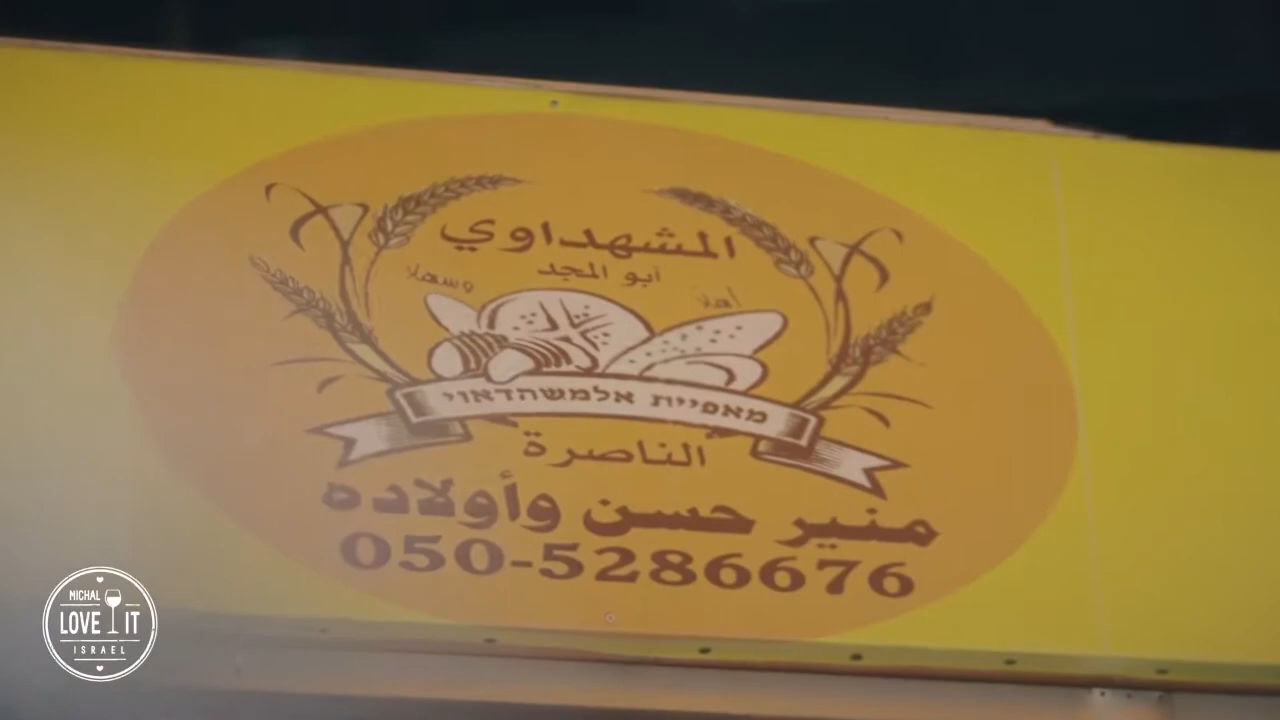 المشهداوي
أبو المجد
أهلا وسهلا
מאפיית אלמשהדאוי
الناصرة
منير حسن وأولاده
050-5286676
MICHAL
LOVE IT
ISRAEL